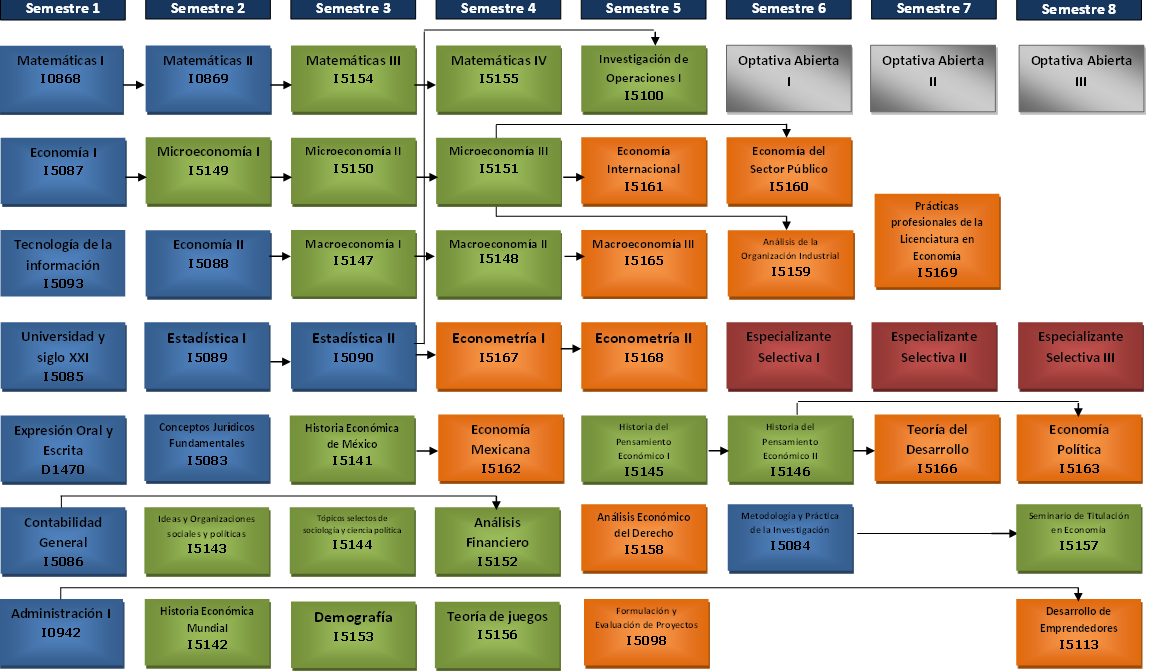 Semestre 1
Semestre 2
Semestre 3
Semestre 4
Semestre 5
Semestre 6
Semestre 7
Semestre 8
Matemáticas I
I0868
Matemáticas II
I0869
Matemáticas III
I5154
Matemáticas IV
I5155
Investigación de
Operaciones I
I5100
Optativa Abierta
I
Optativa Abierta
II
Optativa Abierta
III
Economía I
I5087
Microeconomía I
I5149
Microeconomía II
I5150
Microeconomía III
I5151
Economía
Internacional
I5161
Economía del
Sector Público
I5160
Prácticas
profesionales de la
Licenciatura en
Economía
I5169
Tecnología de la
información
I5093
Economía II
I5088
Macroeconomía I
I5147
Macroeconomía II
I5148
Macroeconomía III
I5165
Análisis de la
Organización Industrial
I5159
Universidad y
siglo XXI
I5085
Estadística I
I5089
Estadística II
I5090
Econometría I
I5167
Econometría II
I5168
Especializante
Selectiva I
Especializante
Selectiva II
Especializante
Selectiva III
Expresión Oral y
Escrita
D1470
Conceptos Jurídicos
Fundamentales
I5083
Historia Económica
de México
I5141
Economía
Mexicana
I5162
Historia del
Pensamiento
Económico I
I5145
Historia del
Pensamiento
Económico II
I5146
Teoría del
Desarrollo
I5166
Economía
Política
I5163
Contabilidad
General
I5086
Ideas y Organizaciones
sociales y políticas
I5143
Tópicos selectos de
sociología y ciencia política
I5144
Análisis
Financiero
I5152
Análisis Económico
del Derecho
I5158
Metodología y Práctica
de la Investigación
I5084
Seminario de Titulación
en Economía
I5157
Administración I
I0942
Historia Económica
Mundial
I5142
Demografía
I5153
Teoría de juegos
I5156
Formulación y
Evaluación de Proyectos
I5098
Desarrollo de
Emprendedores
I5113